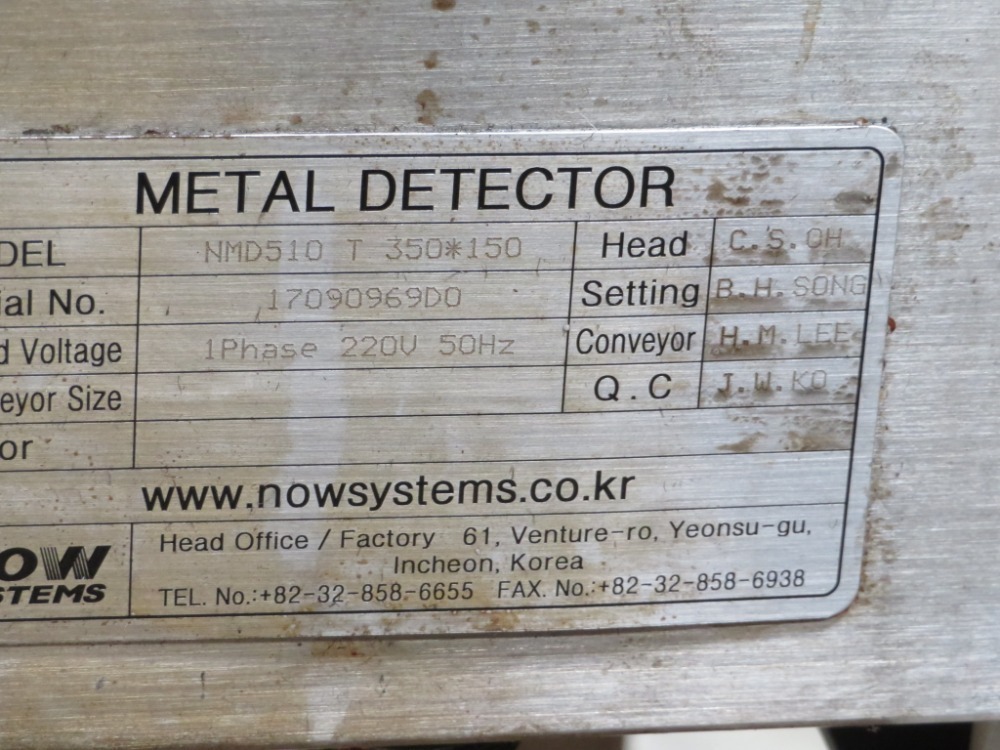 METAL DETECTOR
DEL NMD510 T 350*150 Head C.S.OH
ial No. 17090969D0 Setting B.H.SONG
d Voltage 1Phase 220V 50Hz Conveyor H.M.LEE
eyor Size Q.C J.W.KO
or
www.nowsystems.co.kr
OW
STEMS
Head Office / Factory 61, Venture-ro, Yeonsu-gu,
Incheon, Korea
TEL. No.:+82-32-858-6655 FAX. No.:+82-32-858-6938